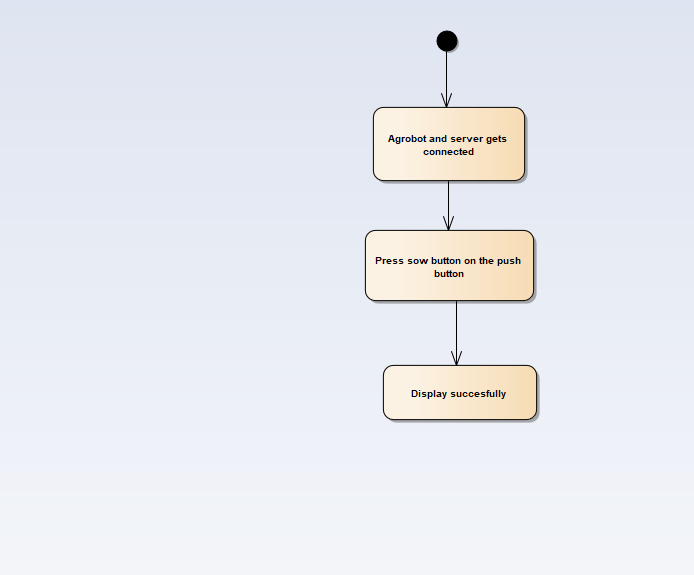 Agrobot and server gets
connected
Press sow button on the push
button
Display succesfully